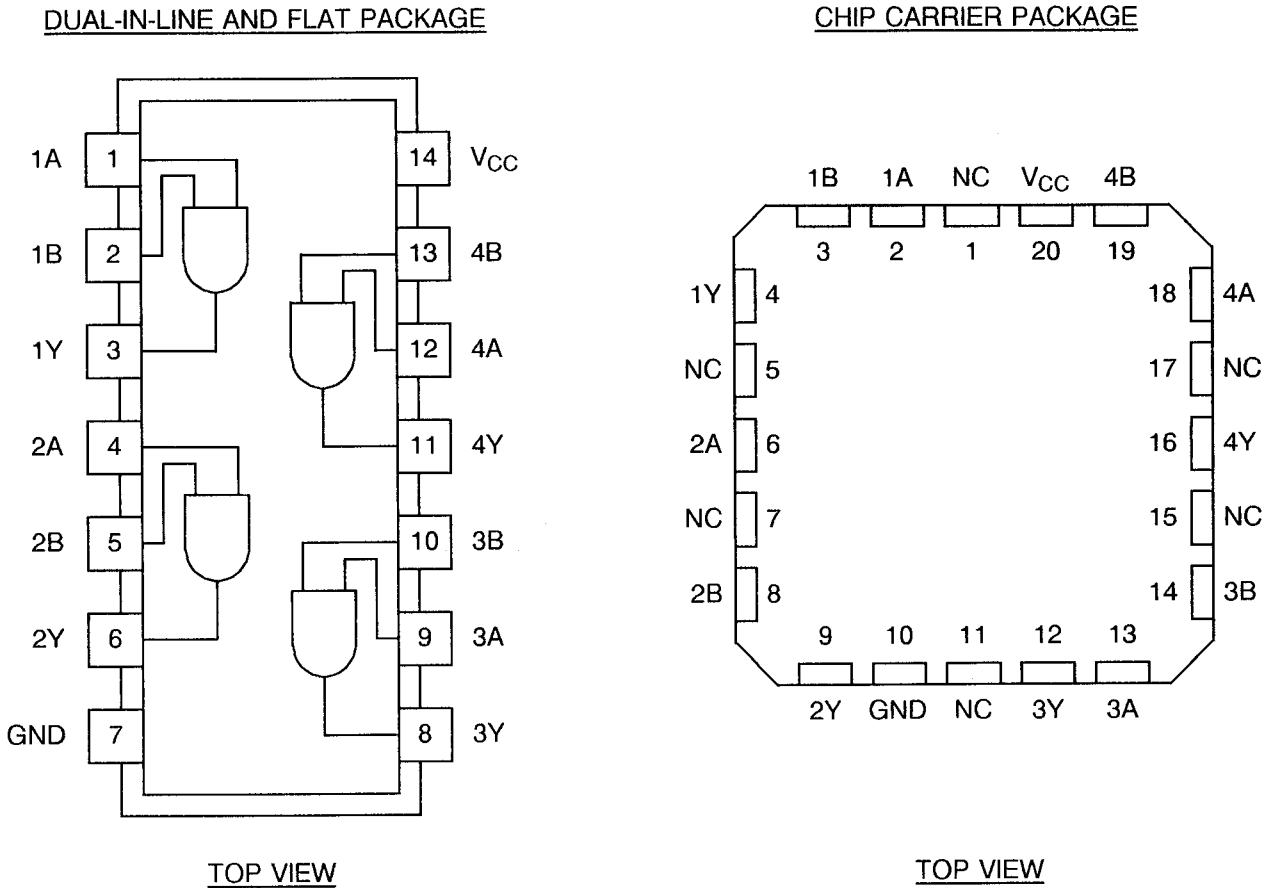 DUAL-IN-LINE AND FLAT PACKAGE
1A 1 14 VCC
1B 2 13 4B
1Y 3 12 4A
2A 4 11 4Y
2B 5 10 3B
2Y 6 9 3A
GND 7 8 3Y
TOP VIEW
CHIP CARRIER PACKAGE
1B 1A NC VCC 4B
3 2 1 20 19
1Y 4 18 4A
NC 5 17 NC
2A 6 16 4Y
NC 7 15 NC
2B 8 14 3B
9 10 11 12 13
2Y GND NC 3Y 3A
TOP VIEW